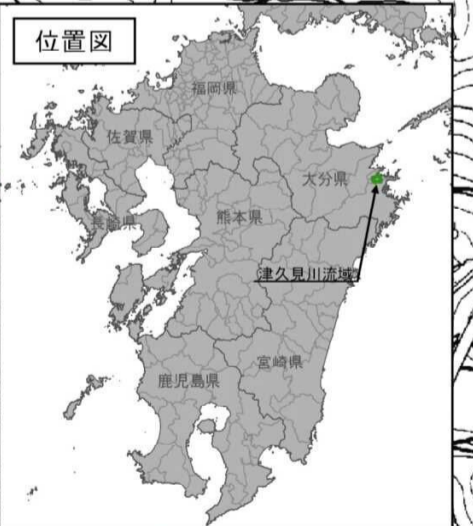 位置図
福岡県
佐賀県
大分県
長崎県
熊本県
津久見川流域
宮崎県
鹿児島県